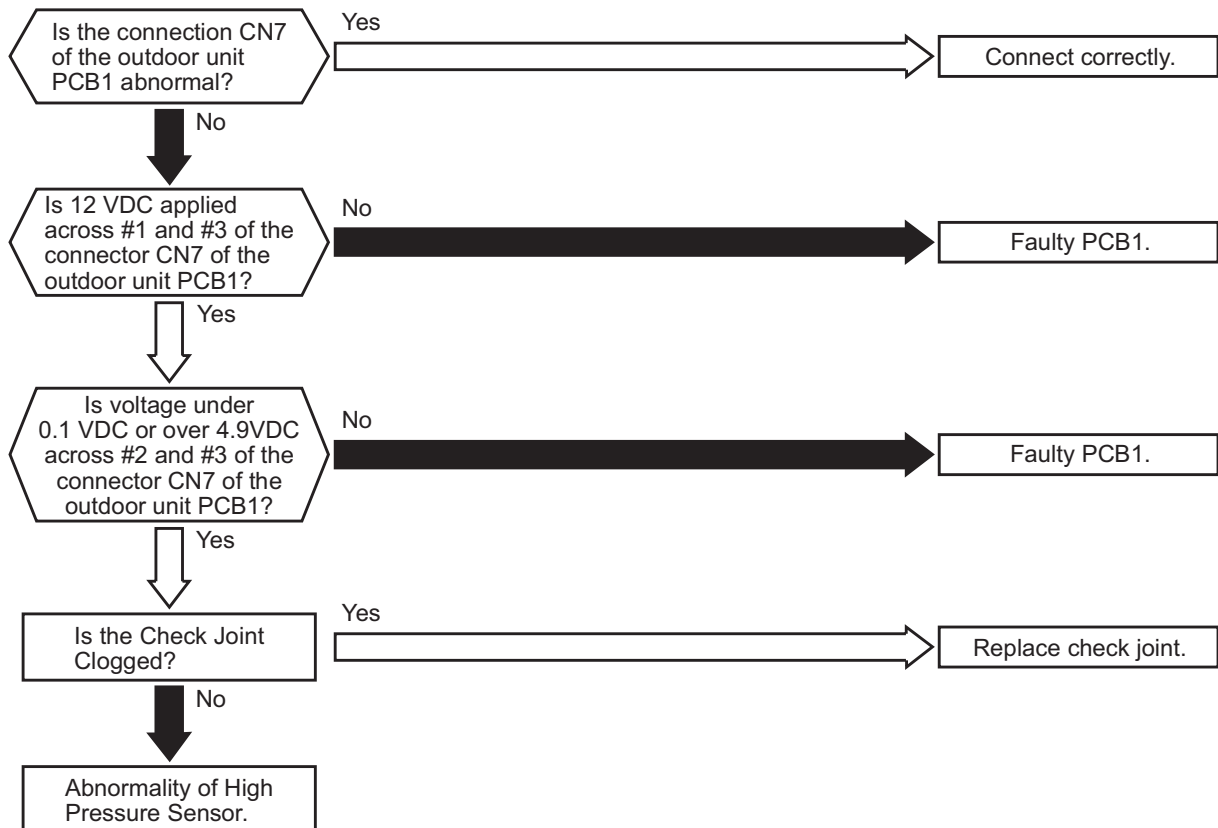 Is the connection CN7
of the outdoor unit
PCB1 abnormal?
Yes
Connect correctly.
No
Is 12 VDC applied
across #1 and #3 of the
connector CN7 of the
outdoor unit PCB1?
No
Faulty PCB1.
Yes
Is voltage under
0.1 VDC or over 4.9VDC
across #2 and #3 of the
connector CN7 of the
outdoor unit PCB1?
No
Faulty PCB1.
Yes
Is the Check Joint
Clogged?
Yes
Replace check joint.
No
Abnormality of High
Pressure Sensor.